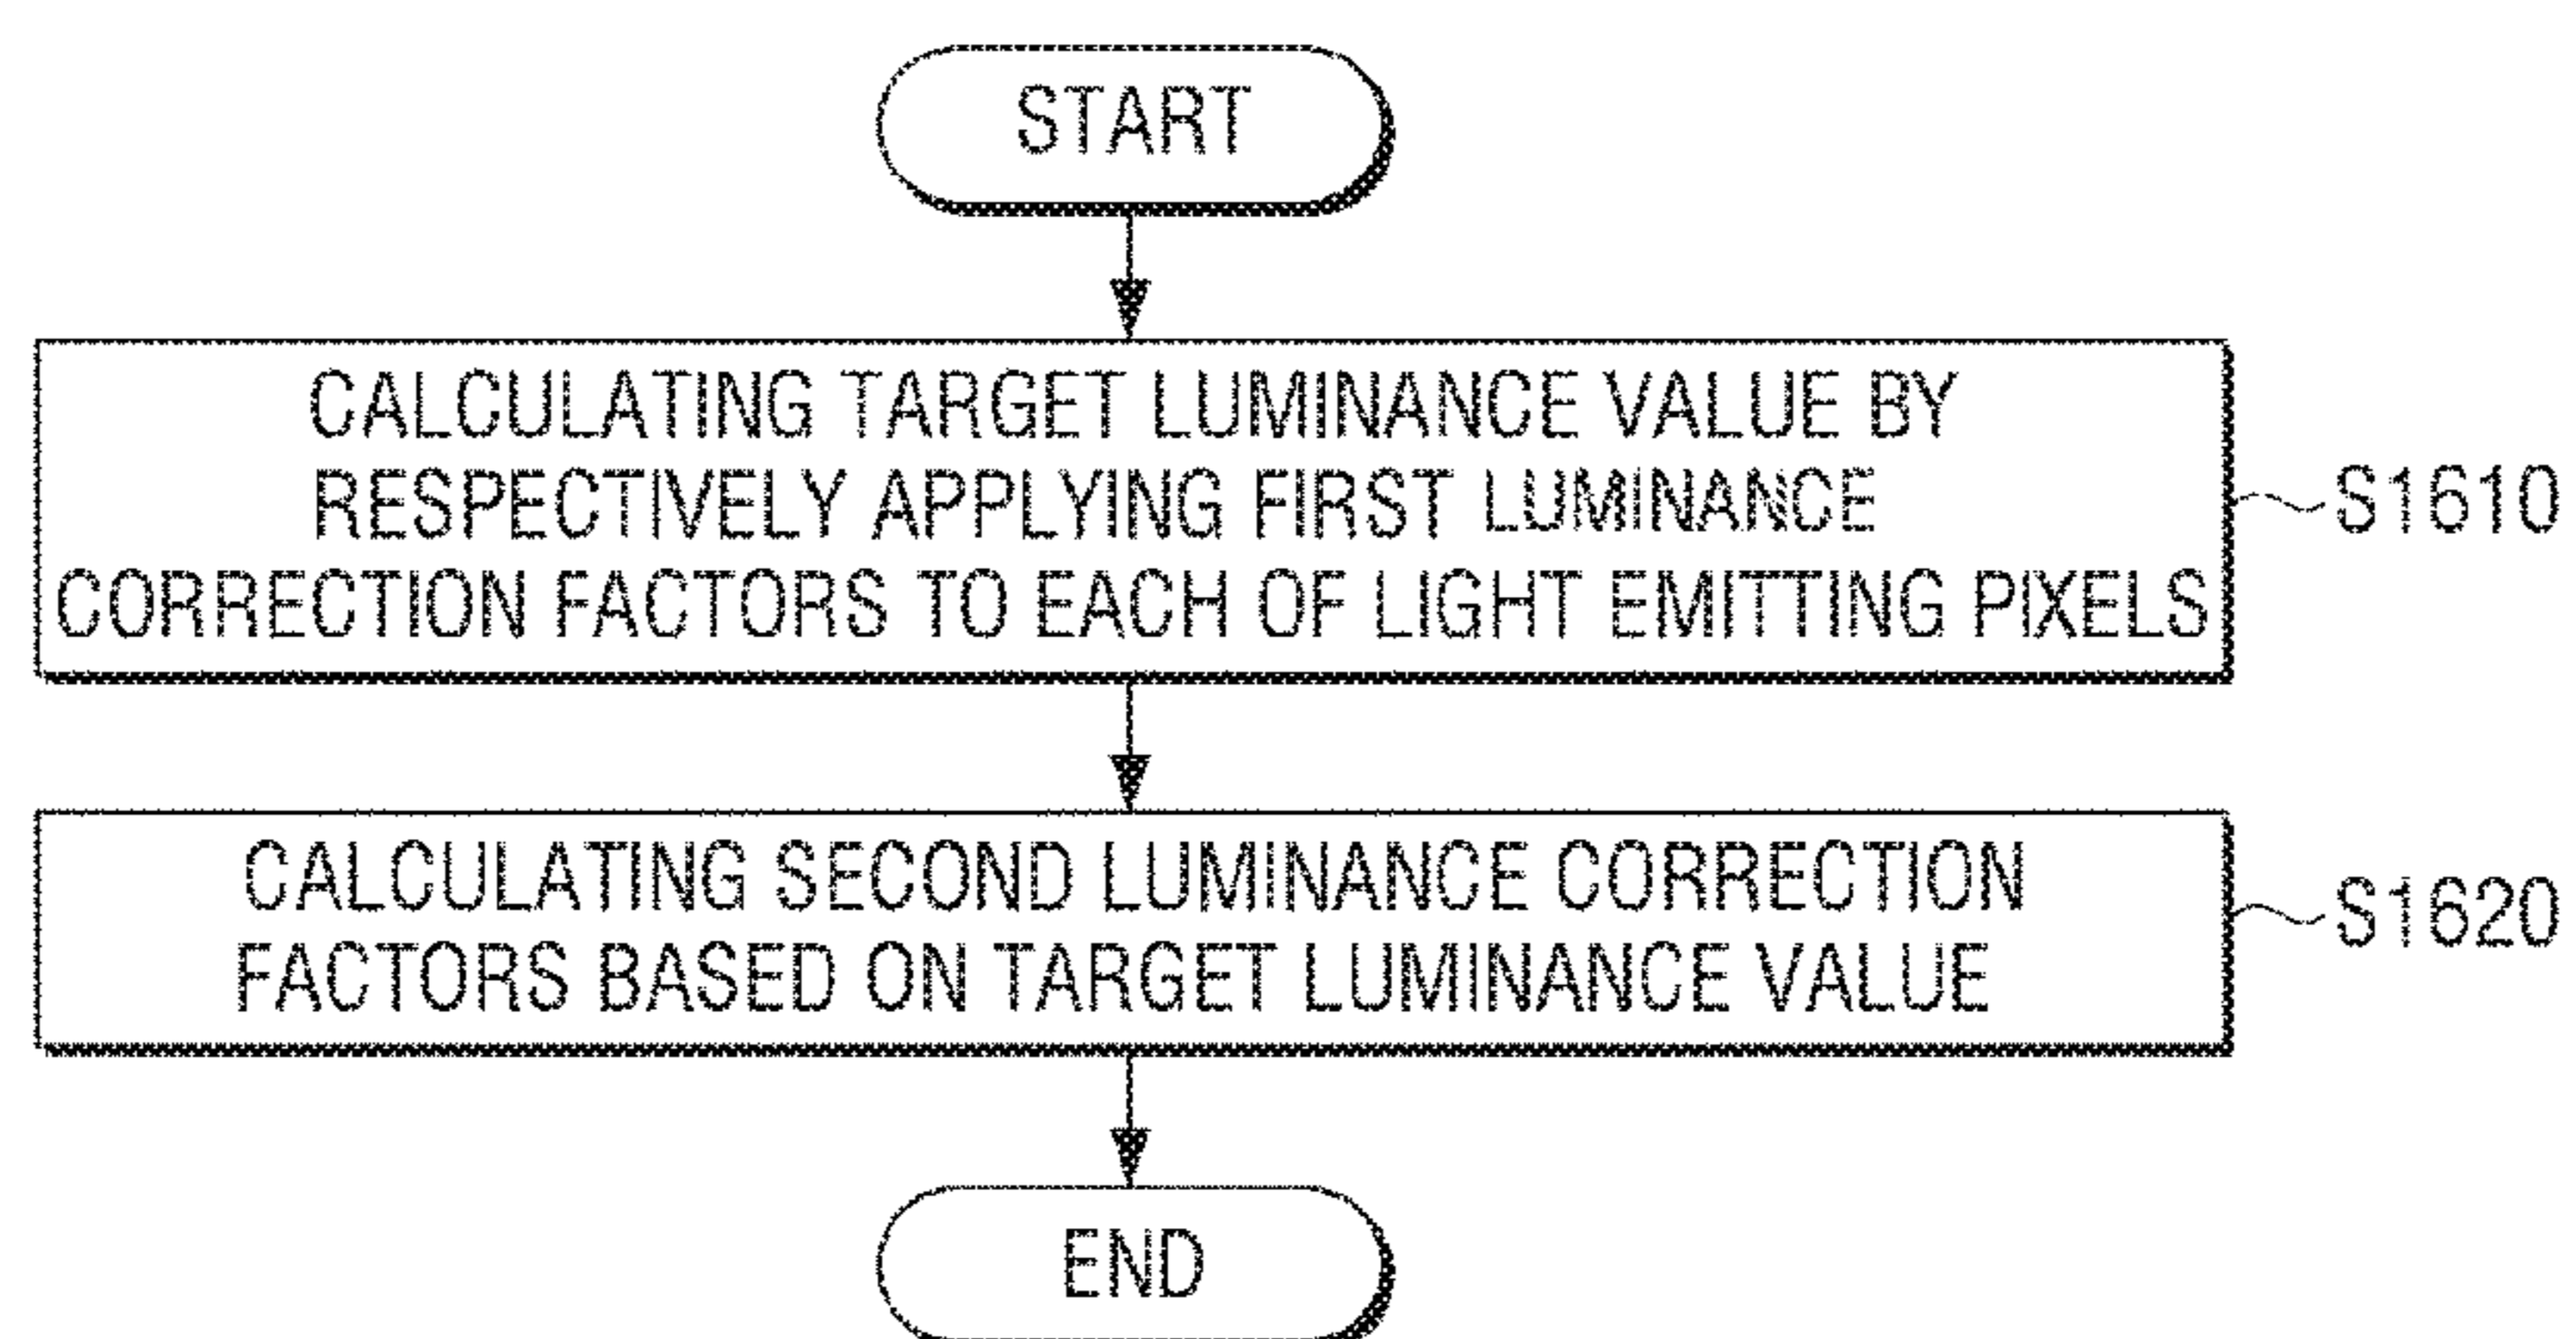 START
CALCULATING TARGET LUMINANCE VALUE BY
RESPECTIVELY APPLYING FIRST LUMINANCE
CORRECTION FACTORS TO EACH OF LIGHT EMITTING PIXELS
S1610
CALCULATING SECOND LUMINANCE CORRECTION
FACTORS BASED ON TARGET LUMINANCE VALUE
S1620
END